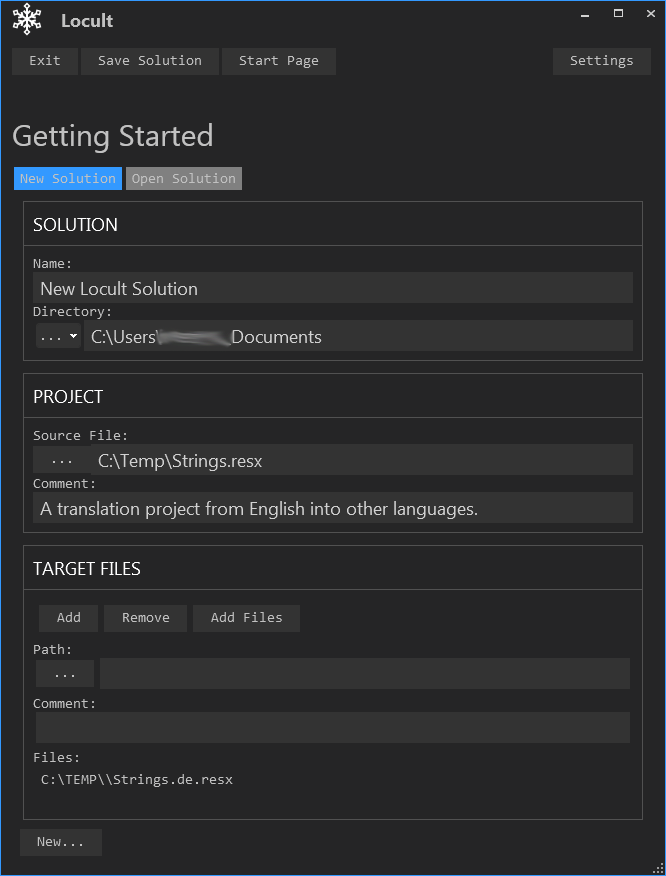 Locult
Exit Save Solution Start Page Settings
Getting Started
New Solution Open Solution
SOLUTION
Name:
New Locult Solution
Directory:
... C:\Users\ Documents
PROJECT
Source File:
... C:\Temp\Strings.resx
Comment:
A translation project from English into other languages.
TARGET FILES
Add Remove Add Files
Path:
...
Comment:
Files:
C:\TEMP\\Strings.de.resx
New...